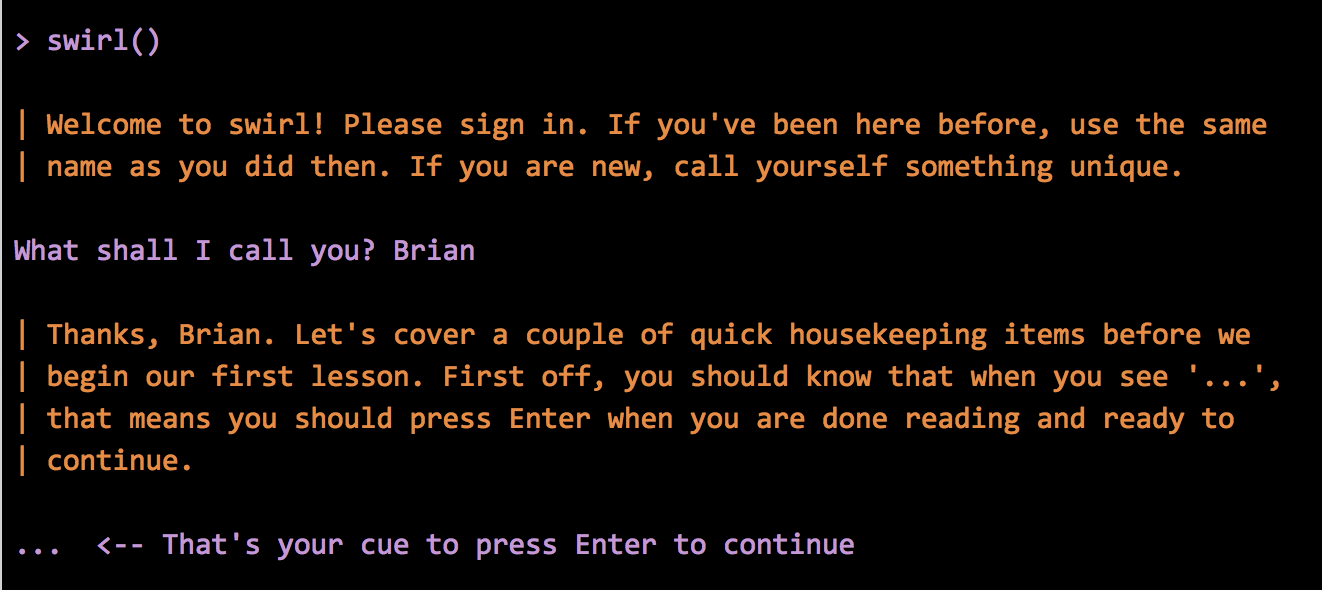 > swirl()
| Welcome to swirl! Please sign in. If you've been here before, use the same
| name as you did then. If you are new, call yourself something unique.
What shall I call you? Brian
| Thanks, Brian. Let's cover a couple of quick housekeeping items before we
| begin our first lesson. First off, you should know that when you see '...',
| that means you should press Enter when you are done reading and ready to
| continue.
...  <-- That's your cue to press Enter to continue